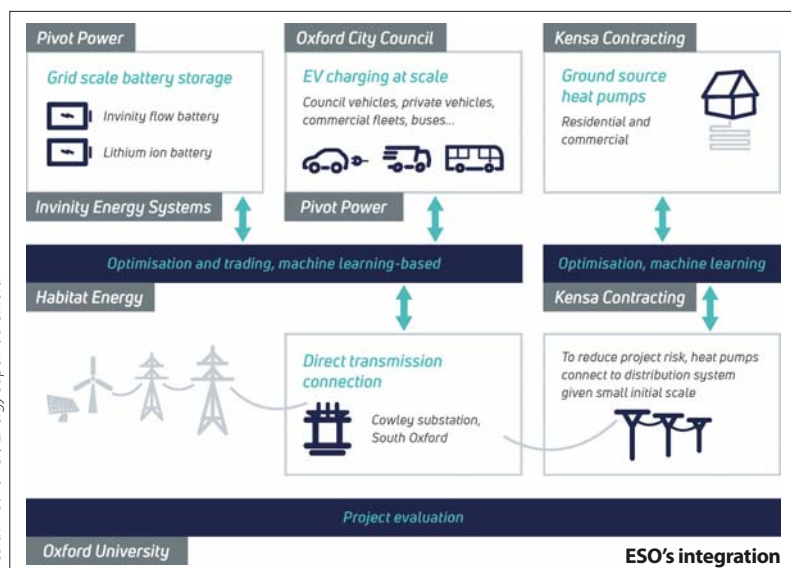 Pivot Power
Oxford City Council
Kensa Contracting
Grid scale battery storage
Invinity flow battery
Lithium ion battery
EV charging at scale
Council vehicles, private vehicles,
commercial fleets, buses...
Ground source
heat pumps
Residential and
commercial
Invinity Energy Systems
Pivot Power
Optimisation and trading, machine learning-based
Optimisation, machine learning
Habitat Energy
Kensa Contracting
Direct transmission
connection
Cowley substation,
South Oxford
To reduce project risk, heat pumps
connect to distribution system
given small initial scale
Project evaluation
Oxford University
ESO's integration